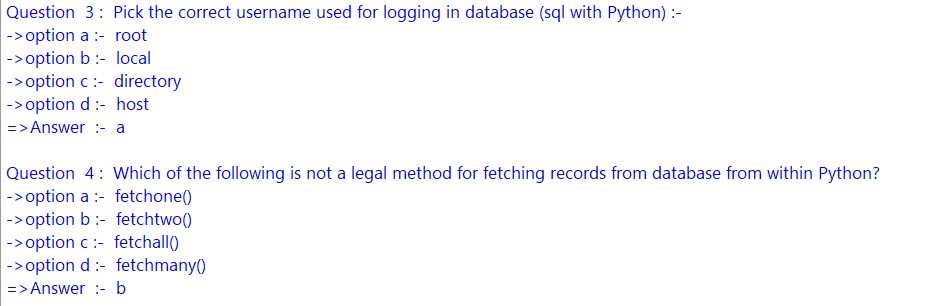 Question 3 : Pick the correct username used for logging in database (sql with Python) :-
->option a :- root
->option b :- local
->option c :- directory
->option d :- host
=>Answer :- a
Question 4 : Which of the following is not a legal method for fetching records from database from within Python?
->option a :- fetchone()
->option b :- fetchtwo()
->option c :- fetchall()
->option d :- fetchmany()
=>Answer :- b